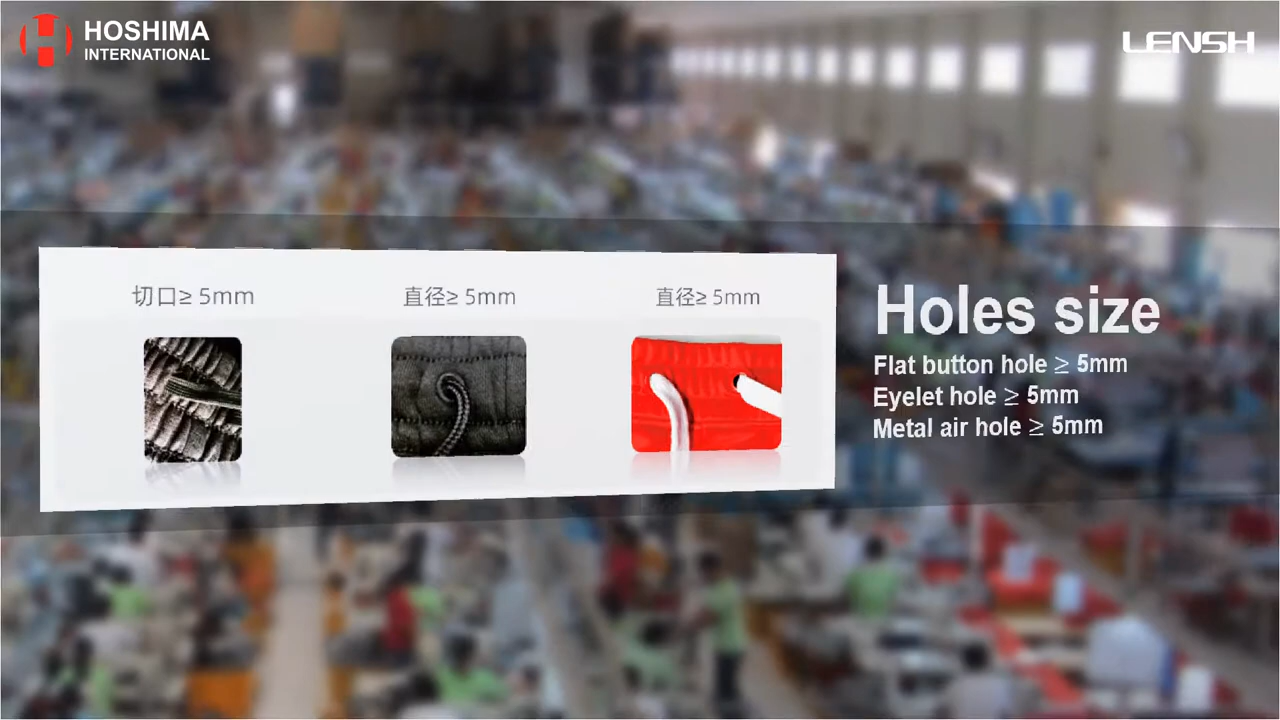 HOSHIMA
INTERNATIONAL
LENSH
切口≥ 5mm
直径≥ 5mm
直径≥ 5mm
Holes size
Flat button hole ≥ 5mm
Eyelet hole ≥ 5mm
Metal air hole ≥ 5mm